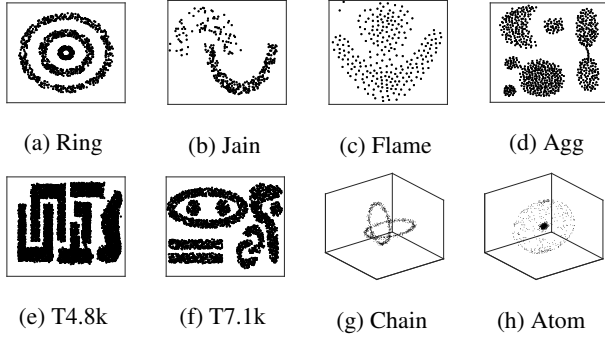 (a) Ring (b) Jain (c) Flame (d) Agg
(e) T4.8k (f) T7.1k (g) Chain (h) Atom